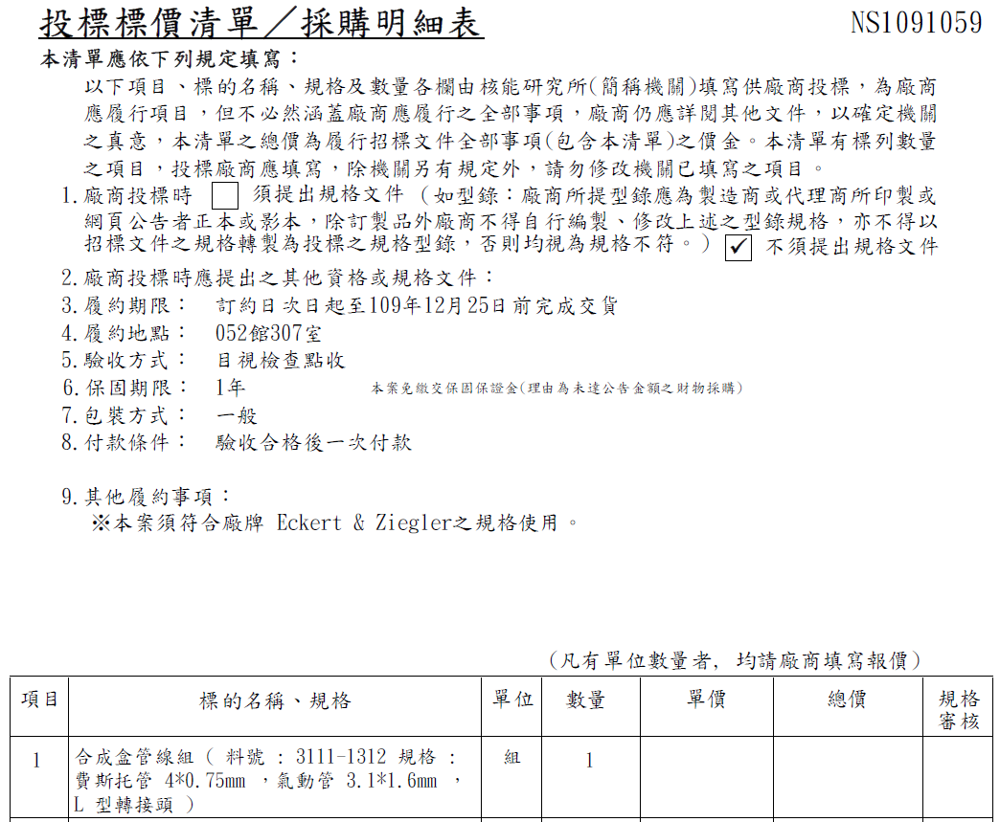 投標標價清單／採購明細表
NS1091059
本清單應依下列規定填寫：
以下項目、標的名稱、規格及數量各欄由核能研究所(簡稱機關)填寫供廠商投標，為廠商
應履行項目，但不必然涵蓋廠商應履行之全部事項，廠商仍應詳閱其他文件，以確定機關
之真意，本清單之總價為履行招標文件全部事項(包含本清單)之價金。本清單有標列數量
之項目，投標廠商應填寫，除機關另有規定外，請勿修改機關已填寫之項目。
1.廠商投標時 □ 須提出規格文件 (如型錄：廠商所提型錄應為製造商或代理商所印製或
網頁公告者正本或影本，除訂製品外廠商不得自行編製、修改上述之型錄規格，亦不得以
招標文件之規格轉製為投標之規格型錄，否則均視為規格不符。) ☑ 不須提出規格文件
2.廠商投標時應提出之其他資格或規格文件：
3.履約期限： 訂約日次日起至109年12月25日前完成交貨
4.履約地點： 052館307室
5.驗收方式： 目視檢查點收
6.保固期限： 1年 本案免繳交保固保證金(理由為未達公告金額之財物採購)
7.包裝方式： 一般
8.付款條件： 驗收合格後一次付款
9.其他履約事項：
※本案須符合廠牌 Eckert & Ziegler之規格使用。
(凡有單位數量者, 均請廠商填寫報價)
項目 標的名稱、規格 單位 數量 單價 總價 規格審核
1 合成盒管線組 ( 料號 : 3111-1312 規格 : 組 1
費斯托管 4*0.75mm ，氣動管 3.1*1.6mm ，
L 型轉接頭 )